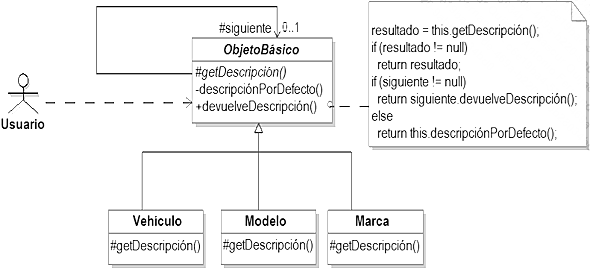 #siguiente
0..1
ObjetoBásico
#getDescripción()
-descripciónPorDefecto()
+devuelveDescripción()
resultado = this.getDescripción();
if (resultado != null)
return resultado;
if (siguiente != null)
return siguiente.devuelveDescripción();
else
return this.descripciónPorDefecto();
Usuario
Vehiculo
#getDescripción()
Modelo
#getDescripción()
Marca
#getDescripción()